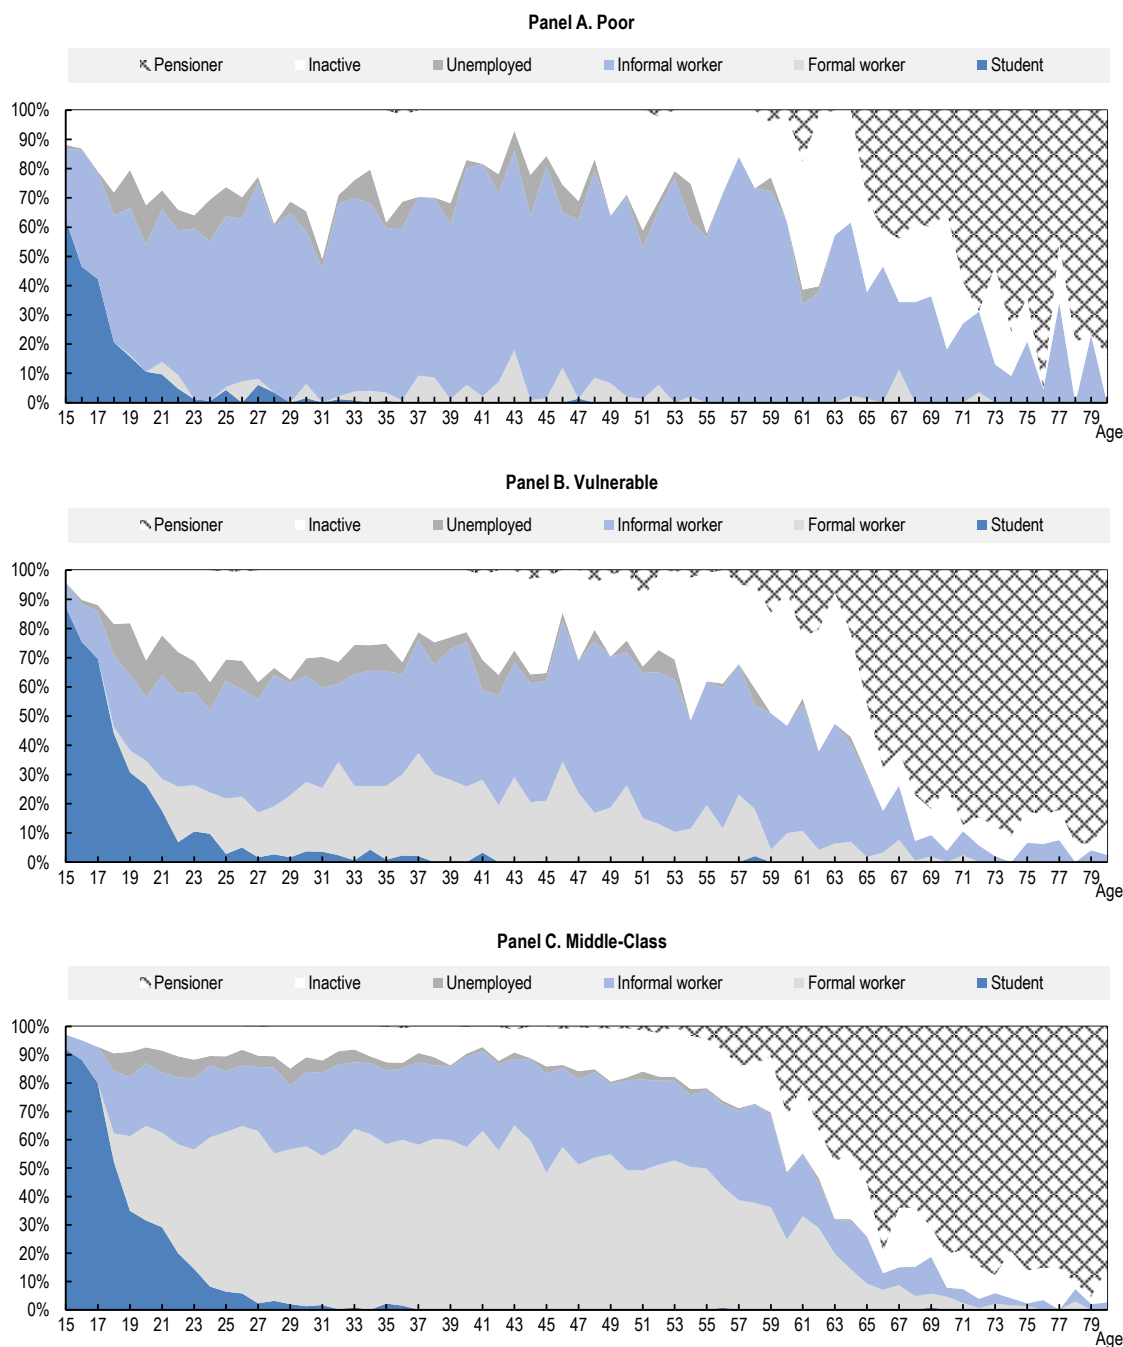 Panel A. Poor
Pensioner Inactive Unemployed Informal worker Formal worker Student
100%
90%
80%
70%
60%
50%
40%
30%
20%
10%
0%
15 17 19 21 23 25 27 29 31 33 35 37 39 41 43 45 47 49 51 53 55 57 59 61 63 65 67 69 71 73 75 77 79
Age
Panel B. Vulnerable
Pensioner Inactive Unemployed Informal worker Formal worker Student
100%
90%
80%
70%
60%
50%
40%
30%
20%
10%
0%
15 17 19 21 23 25 27 29 31 33 35 37 39 41 43 45 47 49 51 53 55 57 59 61 63 65 67 69 71 73 75 77 79
Age
Panel C. Middle-Class
Pensioner Inactive Unemployed Informal worker Formal worker Student
100%
90%
80%
70%
60%
50%
40%
30%
20%
10%
0%
15 17 19 21 23 25 27 29 31 33 35 37 39 41 43 45 47 49 51 53 55 57 59 61 63 65 67 69 71 73 75 77 79
Age